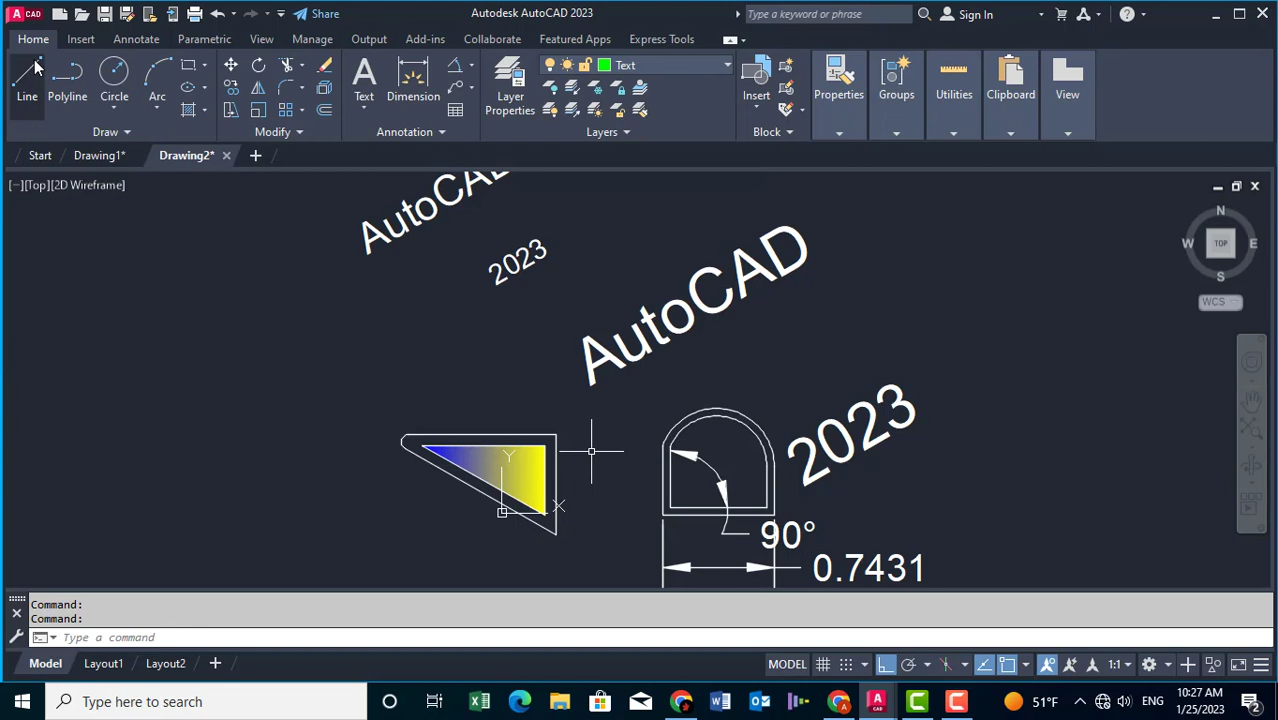 A CAD
Share
Autodesk AutoCAD 2023
Type a keyword or phrase
Sign In
Home
Insert
Annotate
Parametric
View
Manage
Output
Add-ins
Collaborate
Featured Apps
Express Tools
Line
Polyline
Circle
Arc
Text
Dimension
Layer
Properties
Text
Insert
Properties
Groups
Utilities
Clipboard
View
Draw
Modify
Annotation
Layers
Block
Start
Drawing1*
Drawing2*
[−][Top][2D Wireframe]
AutoCAD
2023
AutoCAD
2023
Y
X
90°
0.7431
N
W
TOP
E
S
WCS
Command:
Command:
Type a command
Model
Layout1
Layout2
MODEL
1:1
Type here to search
51°F
ENG
10:27 AM
1/25/2023
2